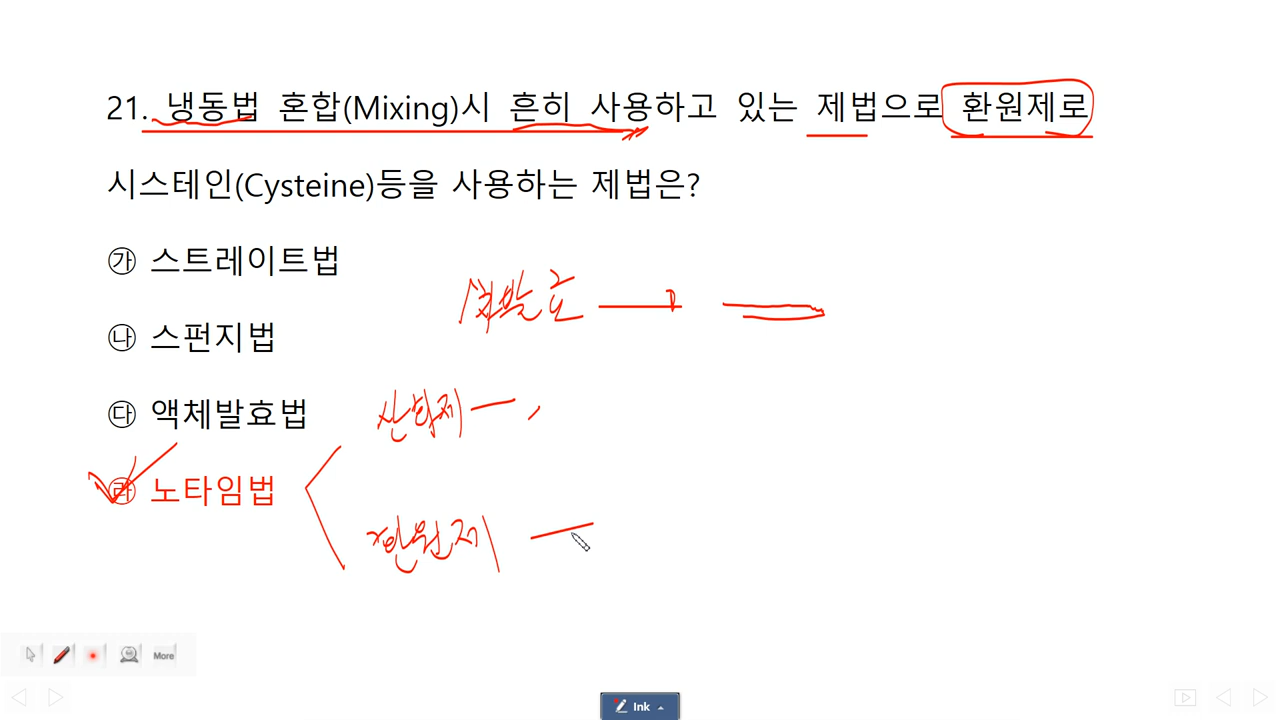 21. 냉동법 혼합(Mixing)시 흔히 사용하고 있는 제법으로 환원제로
시스테인(Cysteine)등을 사용하는 제법은?
㉮ 스트레이트법
㉯ 스펀지법
㉰ 액체발효법
산화제
㉱ 노타임법
환원제
More
Ink